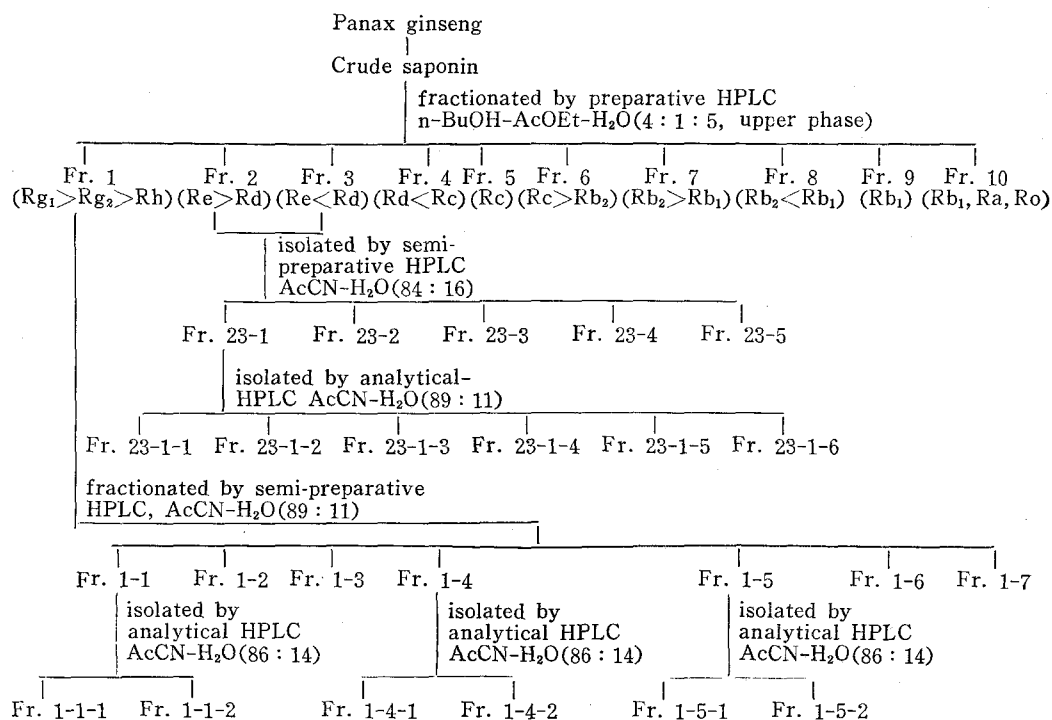 Panax ginseng
Crude saponin
fractionated by preparative HPLC
n-BuOH-AcOEt-H₂O(4 : 1 : 5, upper phase)
Fr. 1 Fr. 2 Fr. 3 Fr. 4 Fr. 5 Fr. 6 Fr. 7 Fr. 8 Fr. 9 Fr. 10
(Rg₁>Rg₂>Rh) (Re>Rd) (Re<Rd) (Rd<Rc) (Rc) (Rc>Rb₂) (Rb₂>Rb₁) (Rb₂<Rb₁) (Rb₁) (Rb₁, Ra, Ro)
isolated by semi-
preparative HPLC
AcCN-H₂O(84 : 16)
Fr. 23-1 Fr. 23-2 Fr. 23-3 Fr. 23-4 Fr. 23-5
isolated by analytical-
HPLC AcCN-H₂O(89 : 11)
Fr. 23-1-1 Fr. 23-1-2 Fr. 23-1-3 Fr. 23-1-4 Fr. 23-1-5 Fr. 23-1-6
fractionated by semi-preparative
HPLC, AcCN-H₂O(89 : 11)
Fr. 1-1 Fr. 1-2 Fr. 1-3 Fr. 1-4 Fr. 1-5 Fr. 1-6 Fr. 1-7
isolated by
analytical HPLC
AcCN-H₂O(86 : 14)
isolated by
analytical HPLC
AcCN-H₂O(86 : 14)
isolated by
analytical HPLC
AcCN-H₂O(86 : 14)
Fr. 1-1-1 Fr. 1-1-2 Fr. 1-4-1 Fr. 1-4-2 Fr. 1-5-1 Fr. 1-5-2